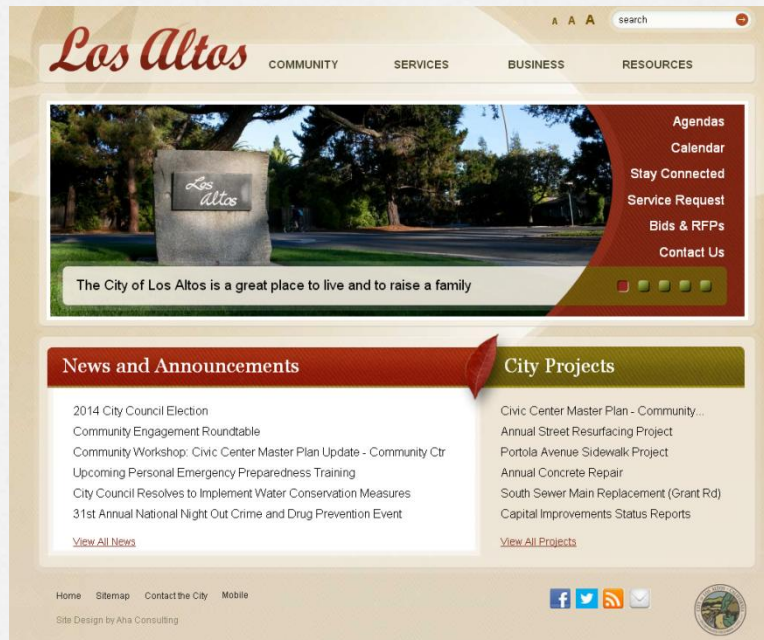 A A A search
Los Altos
COMMUNITY SERVICES BUSINESS RESOURCES
Los
Altos
Agendas
Calendar
Stay Connected
Service Request
Bids & RFPs
Contact Us
The City of Los Altos is a great place to live and to raise a family
News and Announcements
2014 City Council Election
Community Engagement Roundtable
Community Workshop: Civic Center Master Plan Update - Community Ctr
Upcoming Personal Emergency Preparedness Training
City Council Resolves to Implement Water Conservation Measures
31st Annual National Night Out Crime and Drug Prevention Event
View All News
City Projects
Civic Center Master Plan - Community...
Annual Street Resurfacing Project
Portola Avenue Sidewalk Project
Annual Concrete Repair
South Sewer Main Replacement (Grant Rd)
Capital Improvements Status Reports
View All Projects
Home Sitemap Contact the City Mobile
Site Design by Aha Consulting